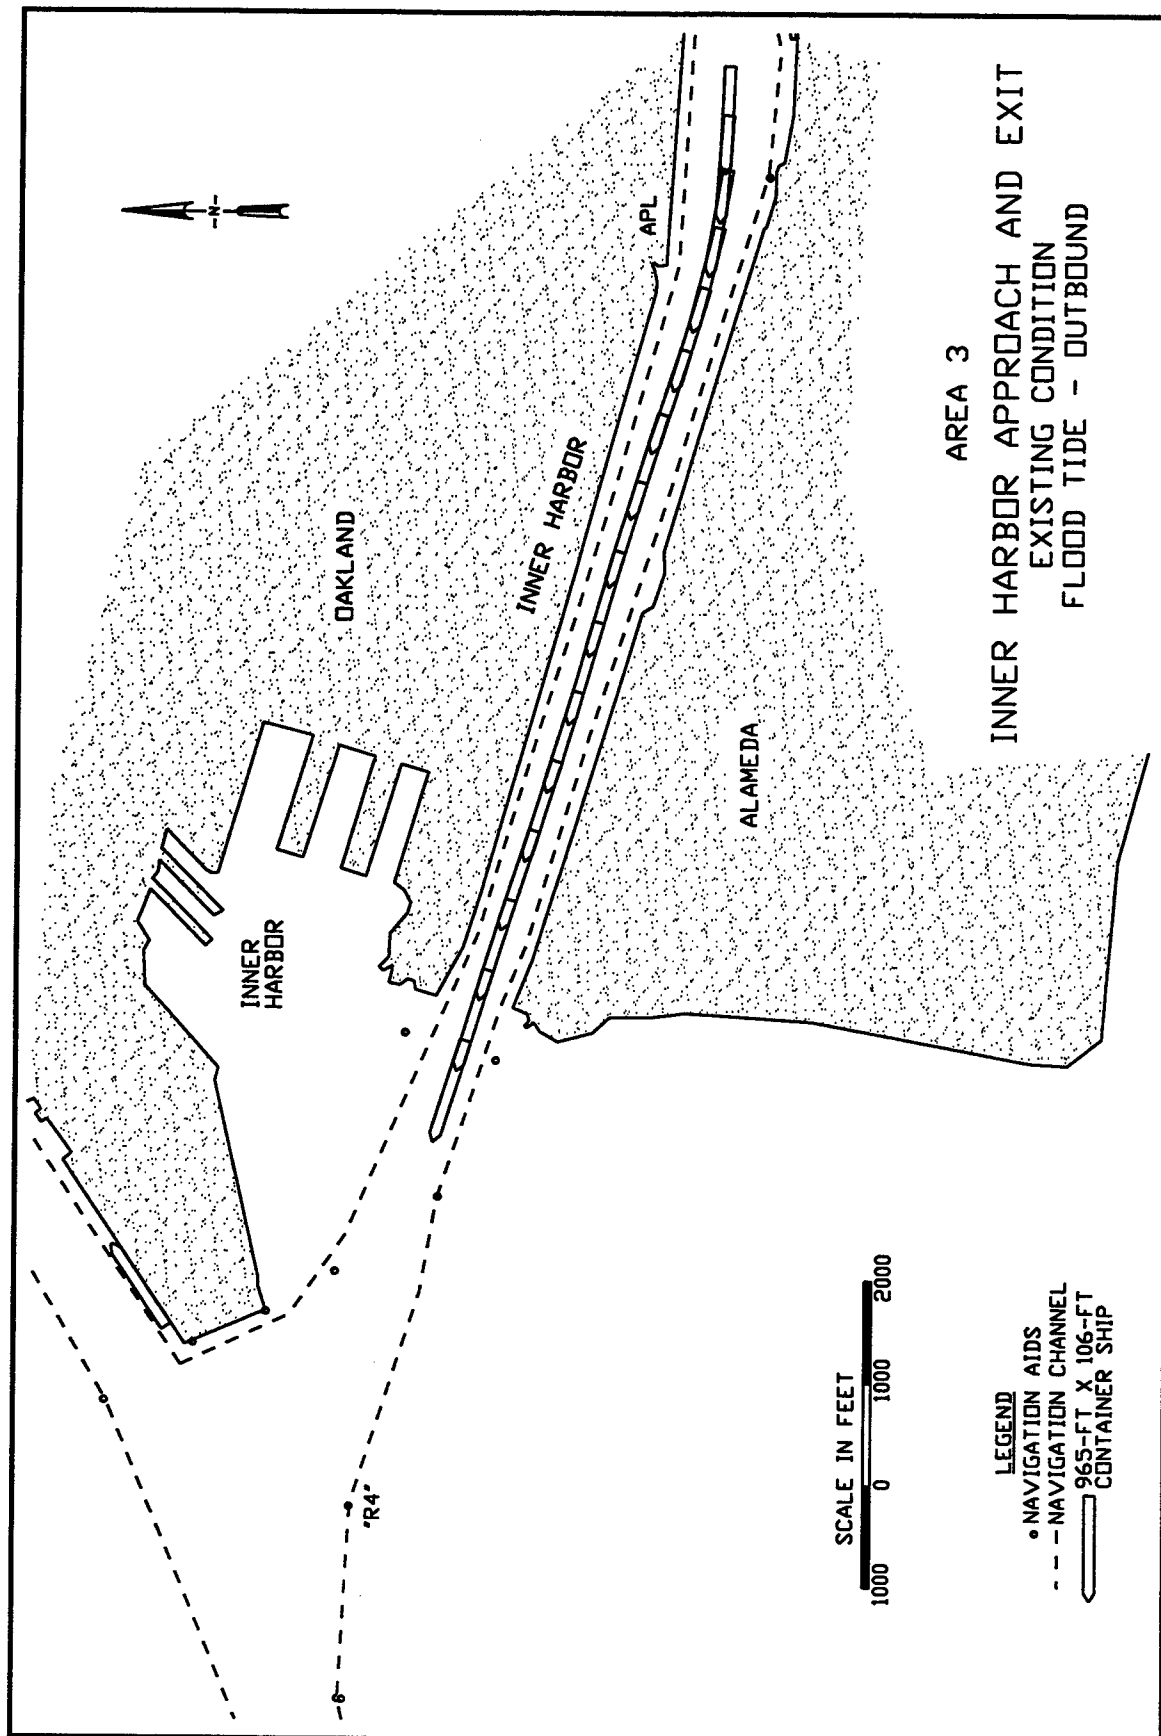 -N-
APL
OAKLAND
INNER HARBOR
INNER
HARBOR
ALAMEDA
"R4"
6
AREA 3
INNER HARBOR APPROACH AND EXIT
EXISTING CONDITION
FLOOD TIDE - OUTBOUND
SCALE IN FEET
1000 0 1000 2000
LEGEND
NAVIGATION AIDS
NAVIGATION CHANNEL
965-FT X 106-FT
CONTAINER SHIP